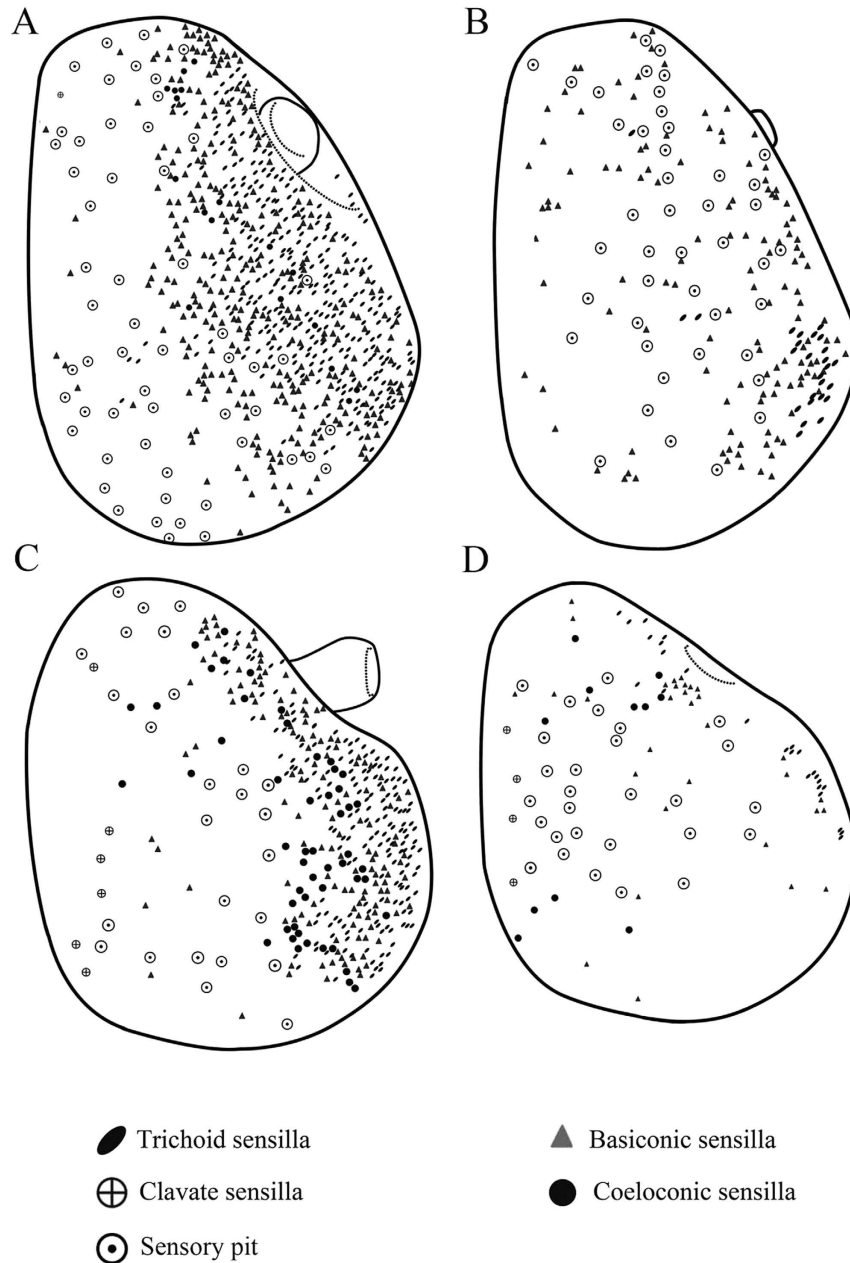 A
B
C
D
Trichoid sensilla
Basiconic sensilla
Clavate sensilla
Coeloconic sensilla
Sensory pit